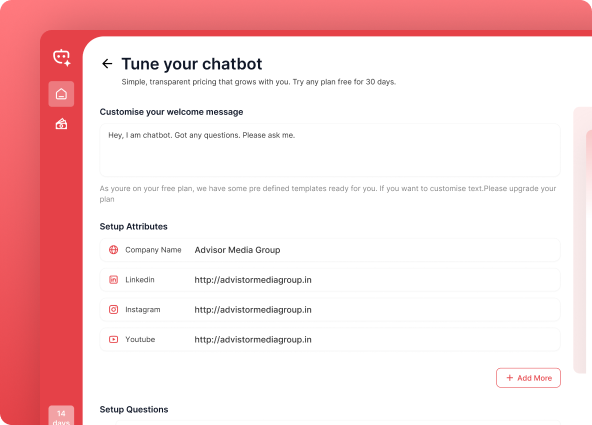 Tune your chatbot
Simple, transparent pricing that grows with you. Try any plan free for 30 days.
Customise your welcome message
Hey, I am chatbot. Got any questions. Please ask me.
As youre on your free plan, we have some pre defined templates ready for you. If you want to customise text.Please upgrade your
plan
Setup Attributes
Company Name Advisor Media Group
Linkedin http://advistormediagroup.in
Instagram http://advistormediagroup.in
Youtube http://advistormediagroup.in
+ Add More
Setup Questions
14
days